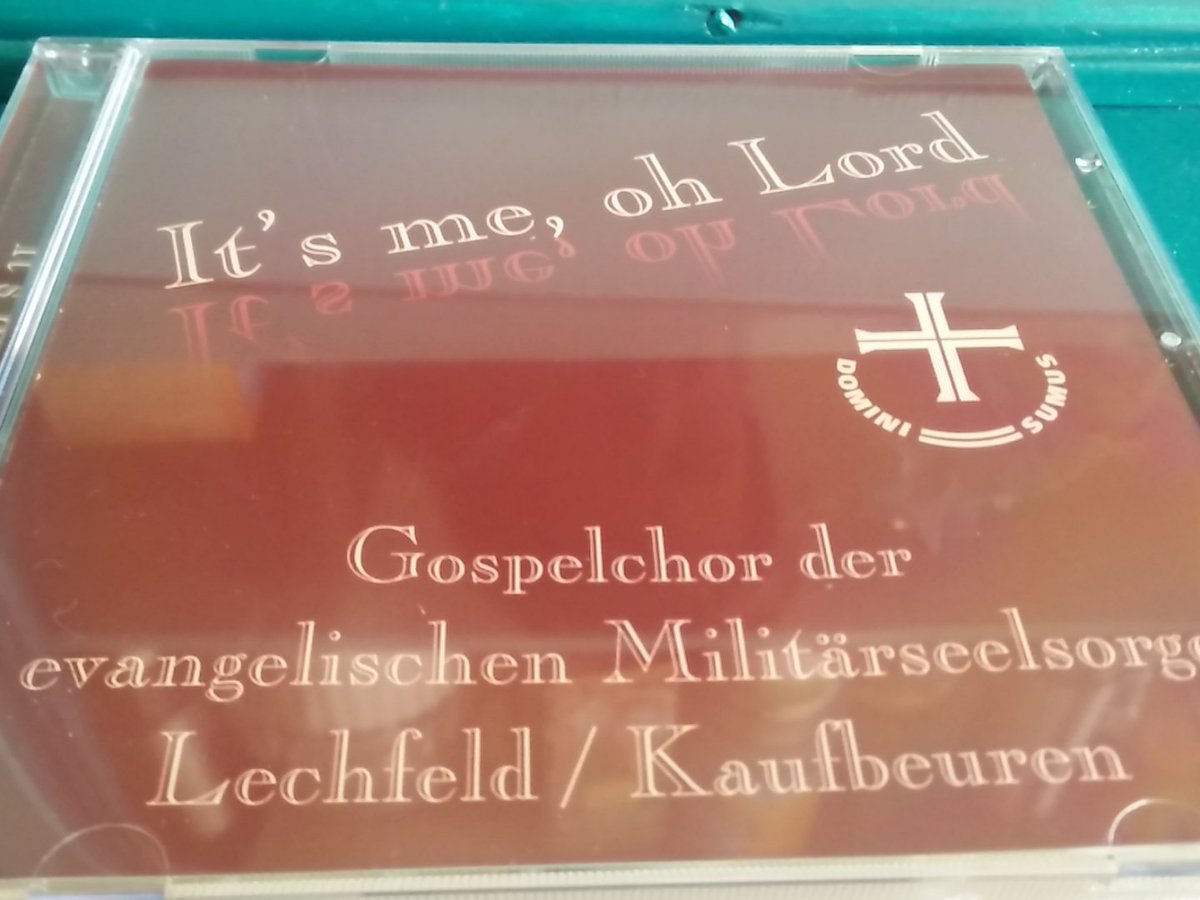 It's me, oh Lord
DOMINI SUMUS
Gospelchor der
evangelischen Militärseelsorge
Lechfeld / Kaufbeuren